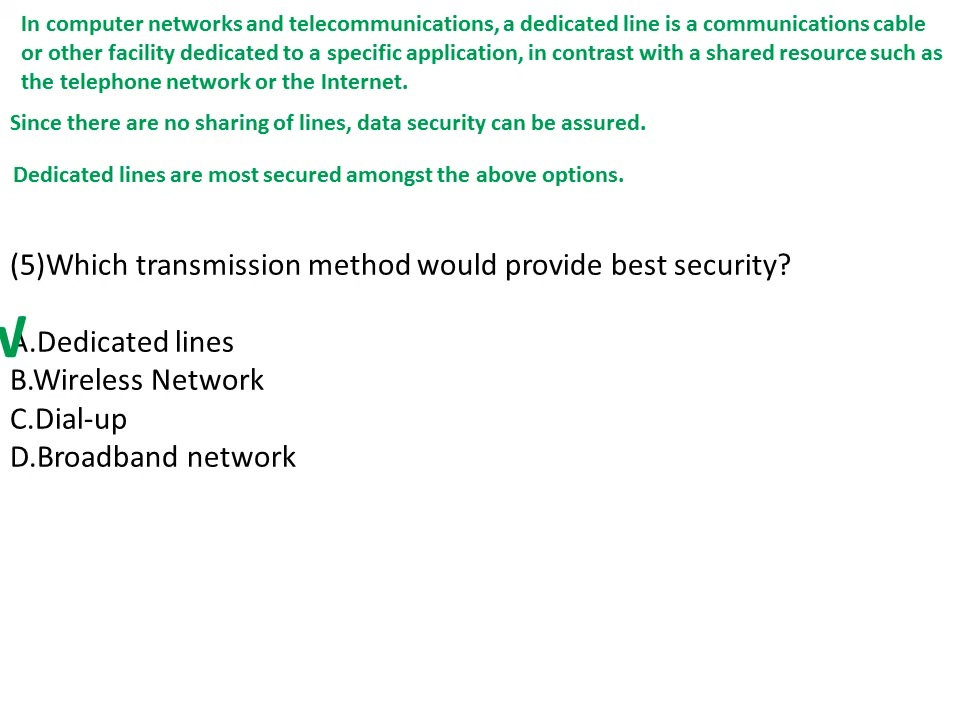 In computer networks and telecommunications, a dedicated line is a communications cable
or other facility dedicated to a specific application, in contrast with a shared resource such as
the telephone network or the Internet.
Since there are no sharing of lines, data security can be assured.
Dedicated lines are most secured amongst the above options.
(5)Which transmission method would provide best security?
√
A.Dedicated lines
B.Wireless Network
C.Dial-up
D.Broadband network